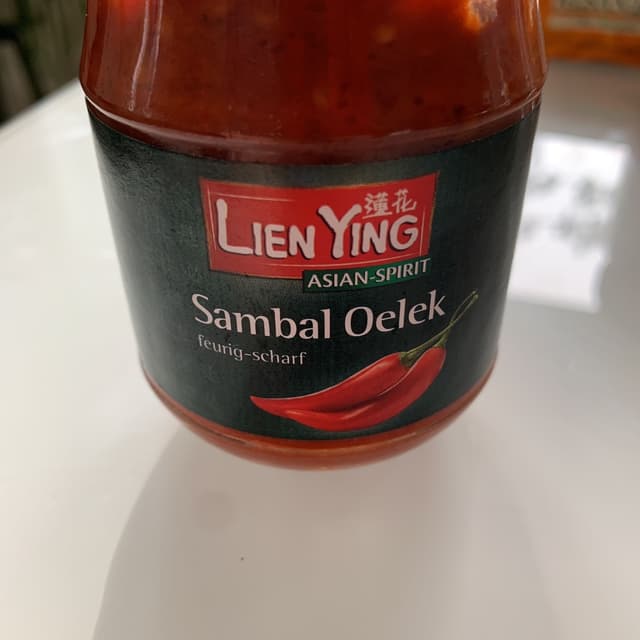 蓮花
LIEN YING
ASIAN-SPIRIT
Sambal Oelek
feurig-scharf